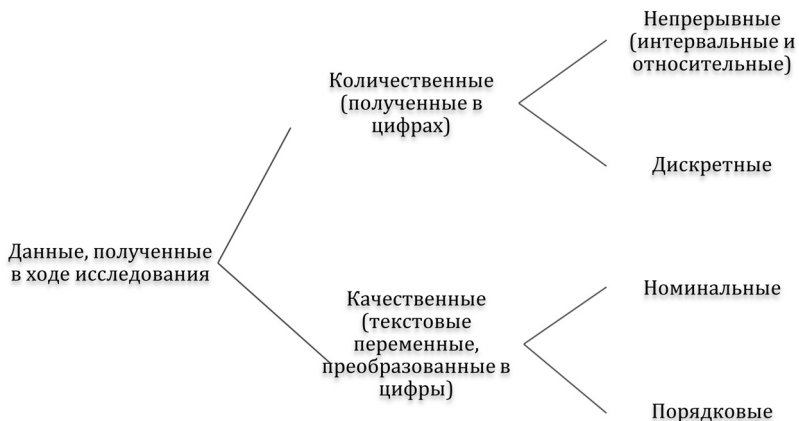 Данные, полученные
в ходе исследования
Количественные
(полученные в
цифрах)
Непрерывные
(интервальные и
относительные)
Дискретные
Качественные
(текстовые
переменные,
преобразованные в
цифры)
Номинальные
Порядковые